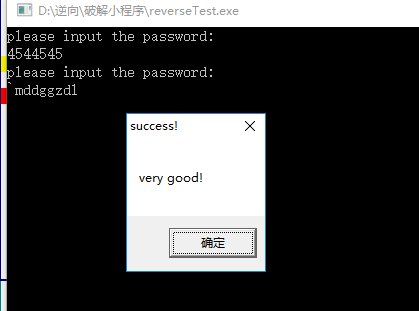 D:\逆向\破解小程序\reverseTest.exe
please input the password:
4544545
please input the password:
`mddggzdl
success!
very good!
确定